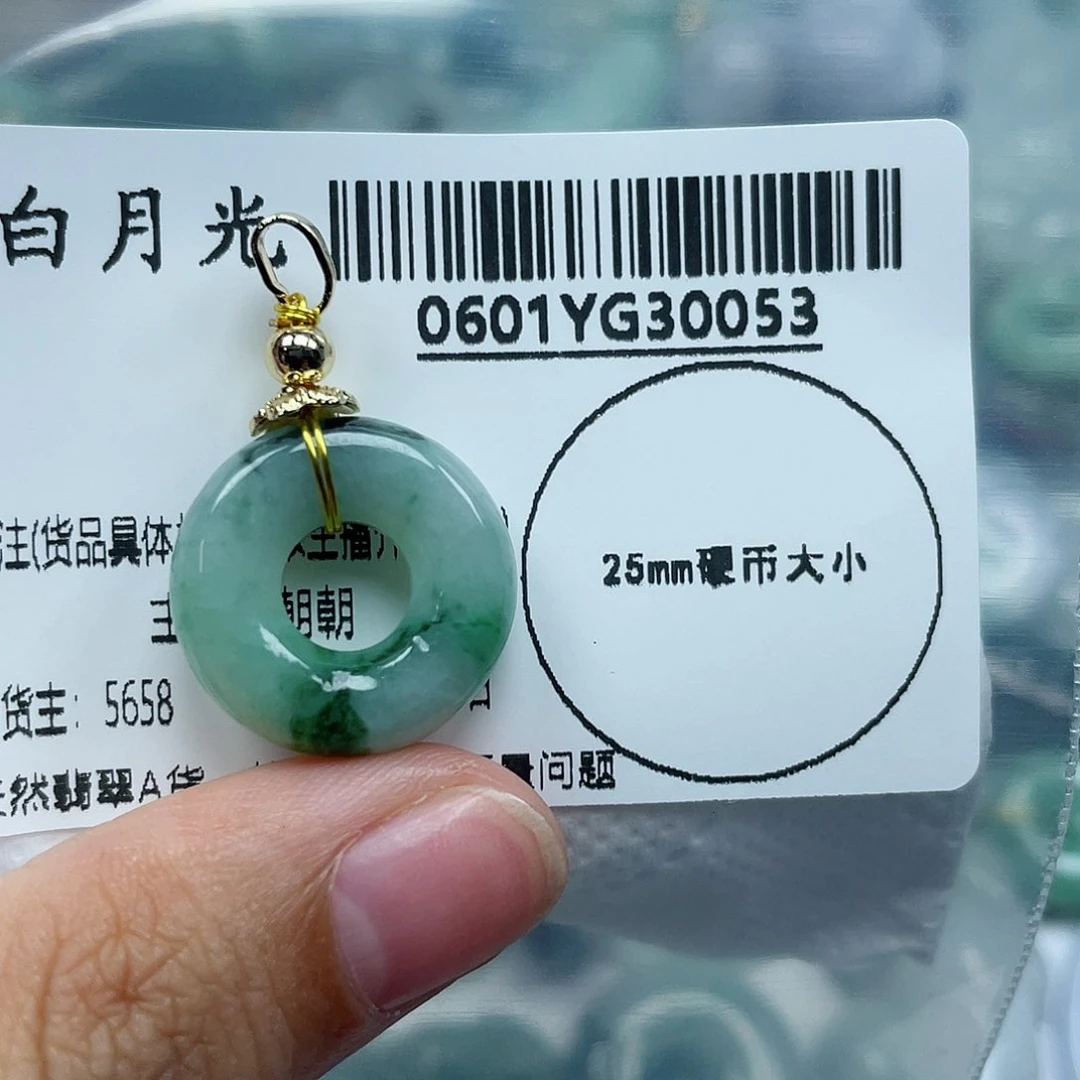 白月光
0601YG30053
25mm硬币大小
注(货品具体
朝朝
货主: 5658
然翡翠A货 问题